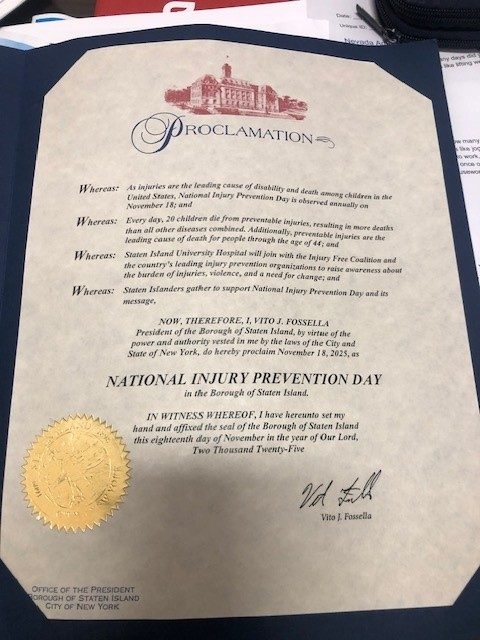 Date:
Unique ID:
Nevada As
PROCLAMATION
Whereas: As injuries are the leading cause of disability and death among children in the
United States, National Injury Prevention Day is observed annually on
November 18; and
Whereas: Every day, 20 children die from preventable injuries, resulting in more deaths
than all other diseases combined. Additionally, preventable injuries are the
leading cause of death for people through the age of 44; and
Whereas: Staten Island University Hospital will join with the Injury Free Coalition and
the country's leading injury prevention organizations to raise awareness about
the burden of injuries, violence, and a need for change; and
Whereas: Staten Islanders gather to support National Injury Prevention Day and its
message,
NOW, THEREFORE, I, VITO J. FOSSELLA
President of the Borough of Staten Island, by virtue of the
power and authority vested in me by the laws of the City and
State of New York, do hereby proclaim November 18, 2025, as
NATIONAL INJURY PREVENTION DAY
in the Borough of Staten Island.
IN WITNESS WHEREOF, I have hereunto set my
hand and affixed the seal of the Borough of Staten Island
this eighteenth day of November in the year of Our Lord,
Two Thousand Twenty-Five
Vito J. Fossella
OFFICE OF THE PRESIDENT
BOROUGH OF STATEN ISLAND
CITY OF NEW YORK